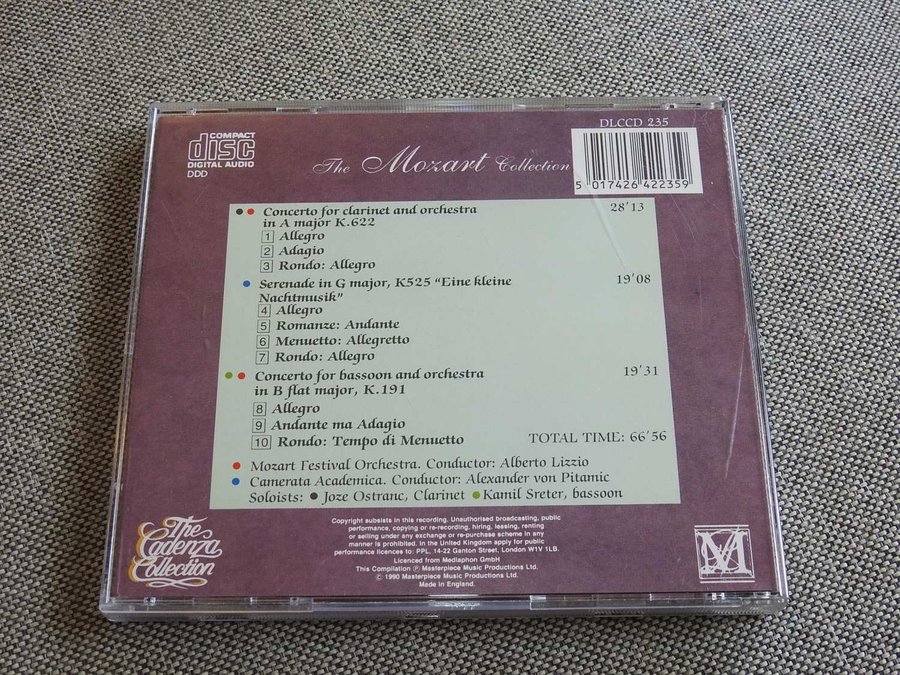 COMPACT
disc
DIGITAL AUDIO
DDD
The Mozart Collection
DLCCD 235
5 017426 422359
Concerto for clarinet and orchestra 28'13
in A major K.622
1 Allegro
2 Adagio
3 Rondo: Allegro
Serenade in G major, K525 "Eine kleine 19'08
Nachtmusik"
4 Allegro
5 Romanze: Andante
6 Menuetto: Allegretto
7 Rondo: Allegro
Concerto for bassoon and orchestra 19'31
in B flat major, K.191
8 Allegro
9 Andante ma Adagio
10 Rondo: Tempo di Menuetto TOTAL TIME: 66'56
Mozart Festival Orchestra. Conductor: Alberto Lizzio
Camerata Academica. Conductor: Alexander von Pitamic
Soloists: Joze Ostranc, Clarinet Kamil Sreter, bassoon
The
Cadenza
Collection
Copyright subsists in this recording. Unauthorised broadcasting, public
performance, copying or re-recording, hiring, leasing, renting
or selling under any exchange or re-purchase scheme in any
manner is prohibited. In the United Kingdom apply for public
performance licences to: PPL, 14-22 Ganton Street, London W1V 1LB.
Licenced from Mediaphon GmbH
This Compilation Ⓟ Masterpiece Music Productions Ltd.
© 1990 Masterpiece Music Productions Ltd.
Made in England.
M